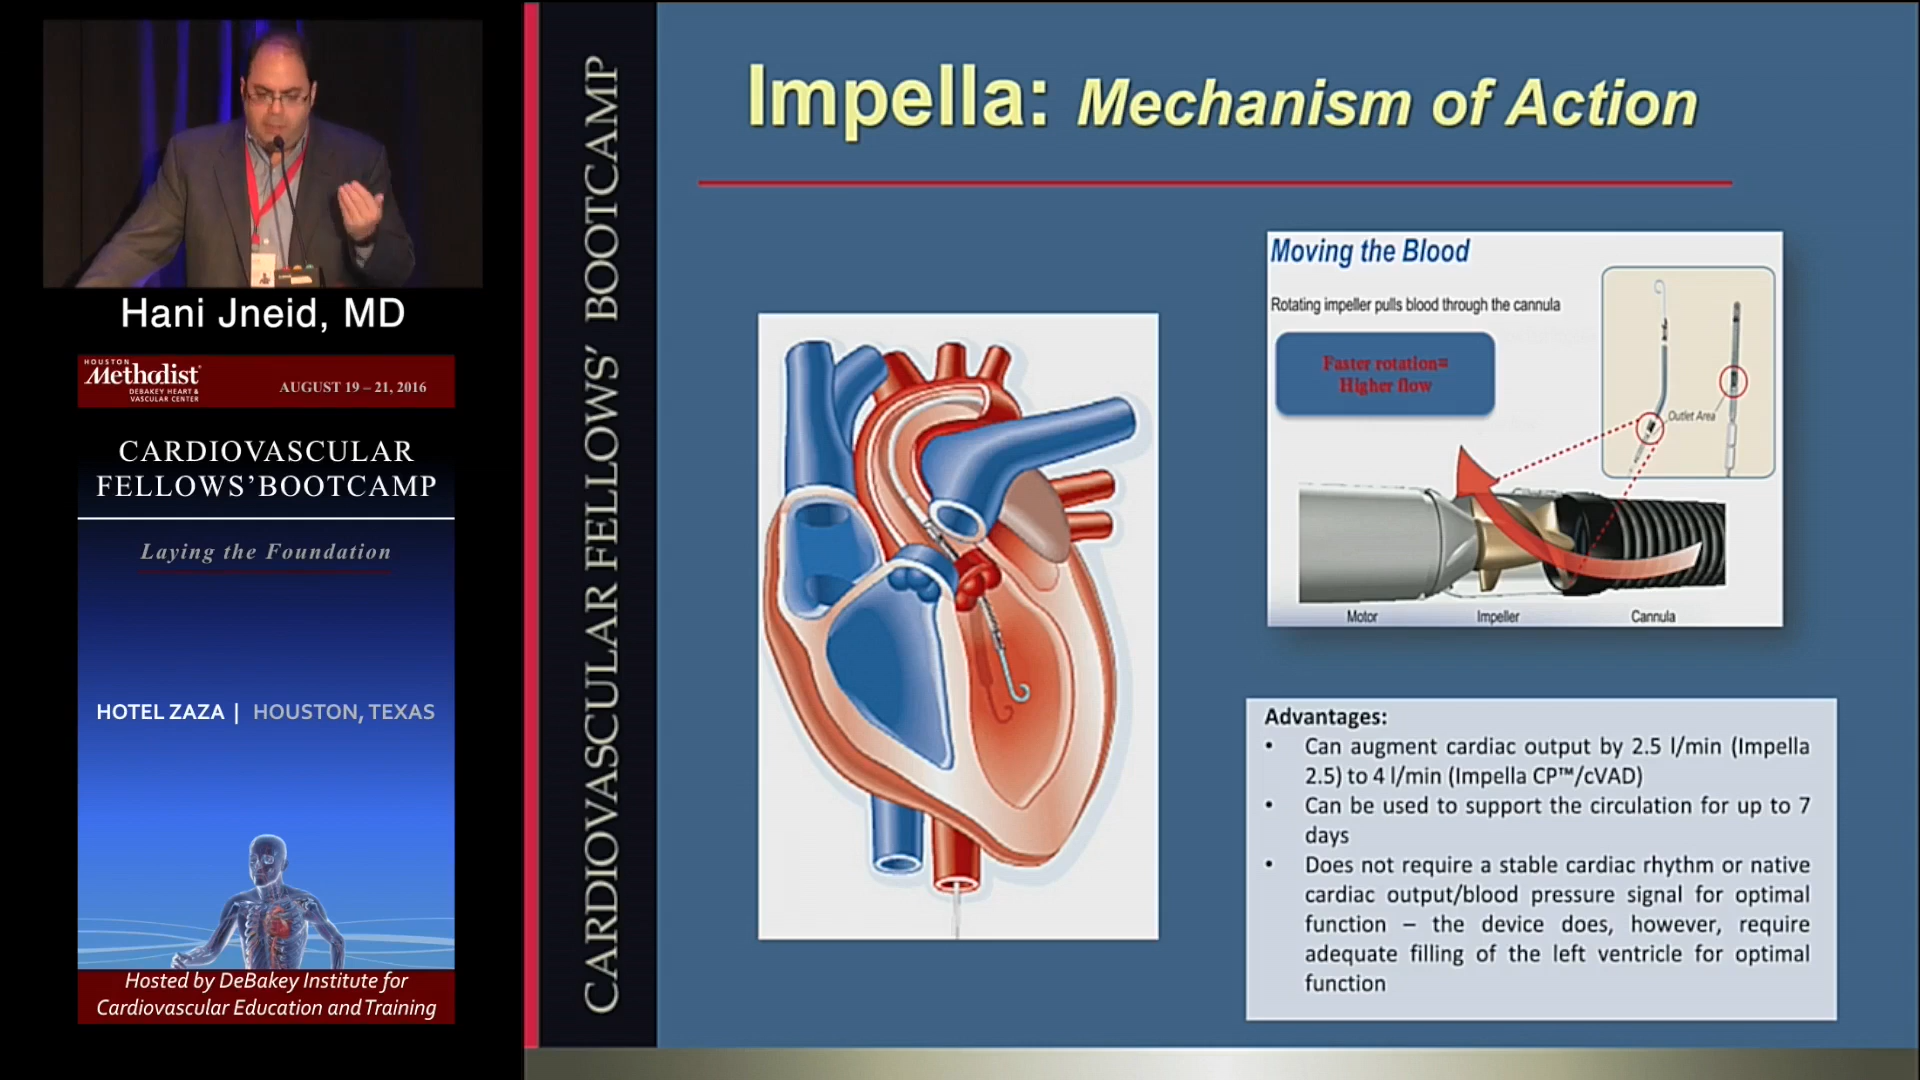 Hani Jneid, MD
HOUSTON
Methodist
DEBAKEY HEART &
VASCULAR CENTER
AUGUST 19 – 21, 2016
CARDIOVASCULAR
FELLOWS' BOOTCAMP
Laying the Foundation
HOTEL ZAZA | HOUSTON, TEXAS
Hosted by DeBakey Institute for
Cardiovascular Education and Training
CARDIOVASCULAR FELLOWS' BOOTCAMP
Impella: Mechanism of Action
Moving the Blood
Rotating impeller pulls blood through the cannula
Faster rotation=
Higher flow
Outlet Area
Motor
Impeller
Cannula
Advantages:
• Can augment cardiac output by 2.5 l/min (Impella
2.5) to 4 l/min (Impella CP™/cVAD)
• Can be used to support the circulation for up to 7
days
• Does not require a stable cardiac rhythm or native
cardiac output/blood pressure signal for optimal
function – the device does, however, require
adequate filling of the left ventricle for optimal
function